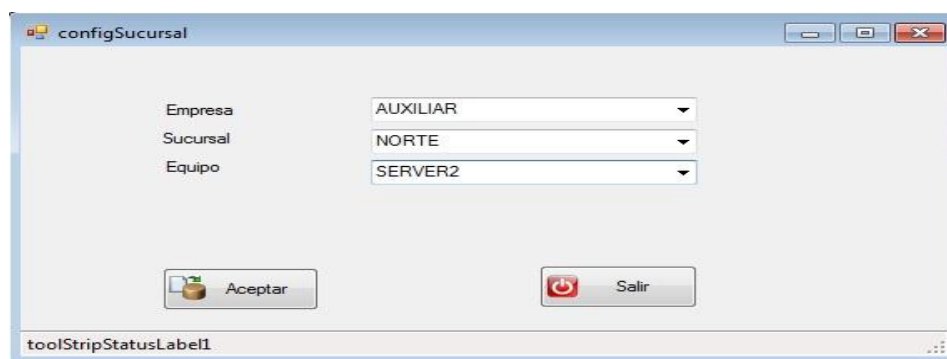 configSucursal
Empresa AUXILIAR
Sucursal NORTE
Equipo SERVER2
Aceptar Salir
toolStripStatusLabel1